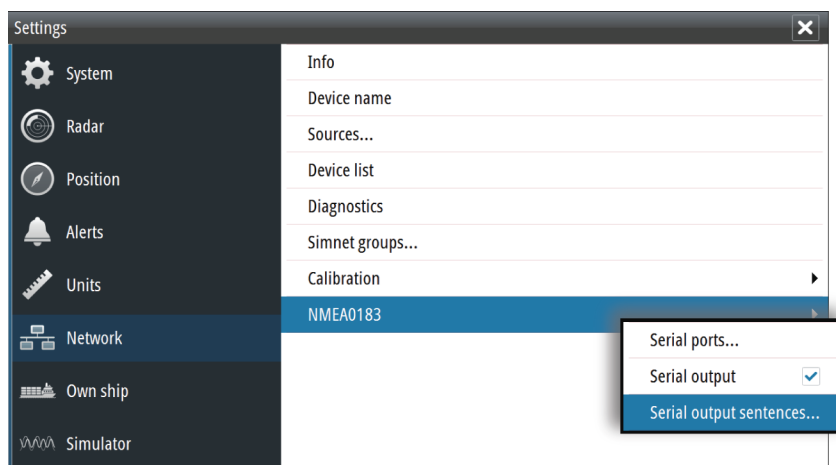 Settings
System
Radar
Position
Alerts
Units
Network
Own ship
Simulator
Info
Device name
Sources...
Device list
Diagnostics
Simnet groups...
Calibration
NMEA0183
Serial ports...
Serial output
Serial output sentences...